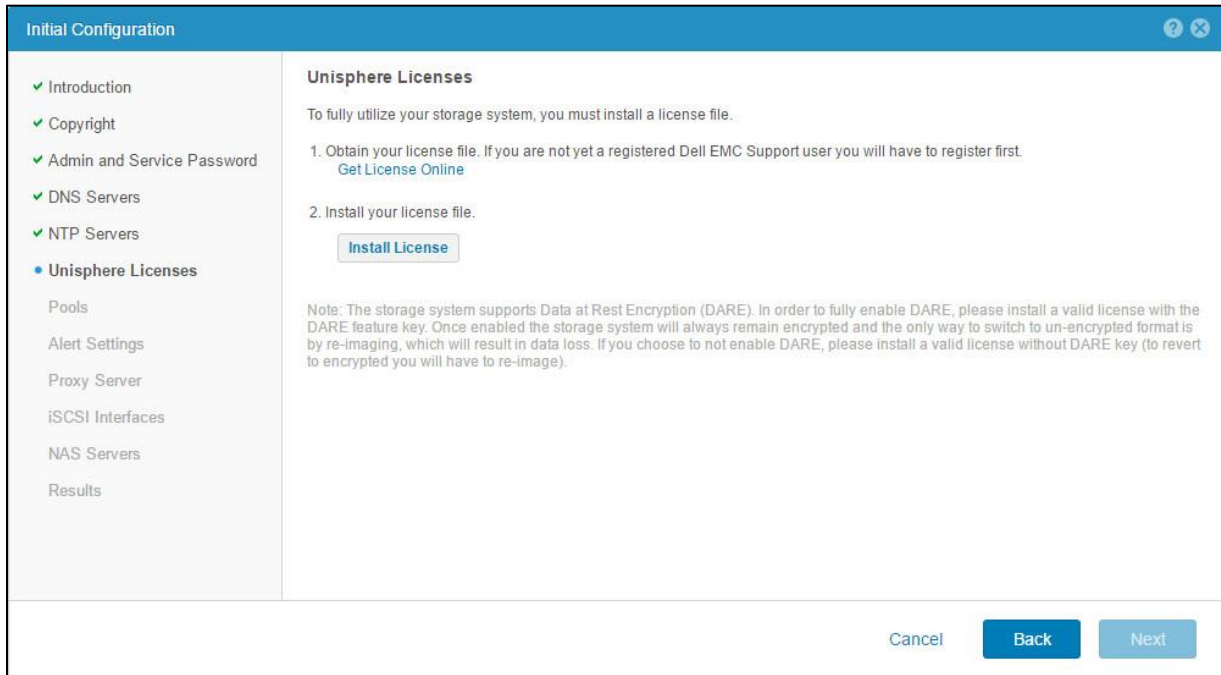 Initial Configuration
Introduction
Copyright
Admin and Service Password
DNS Servers
NTP Servers
Unisphere Licenses
Pools
Alert Settings
Proxy Server
iSCSI Interfaces
NAS Servers
Results
Unisphere Licenses
To fully utilize your storage system, you must install a license file.
1. Obtain your license file. If you are not yet a registered Dell EMC Support user you will have to register first.
Get License Online
2. Install your license file.
Install License
Note: The storage system supports Data at Rest Encryption (DARE). In order to fully enable DARE, please install a valid license with the
DARE feature key. Once enabled the storage system will always remain encrypted and the only way to switch to un-encrypted format is
by re-imaging, which will result in data loss. If you choose to not enable DARE, please install a valid license without DARE key (to revert
to encrypted you will have to re-image).
Cancel
Back
Next